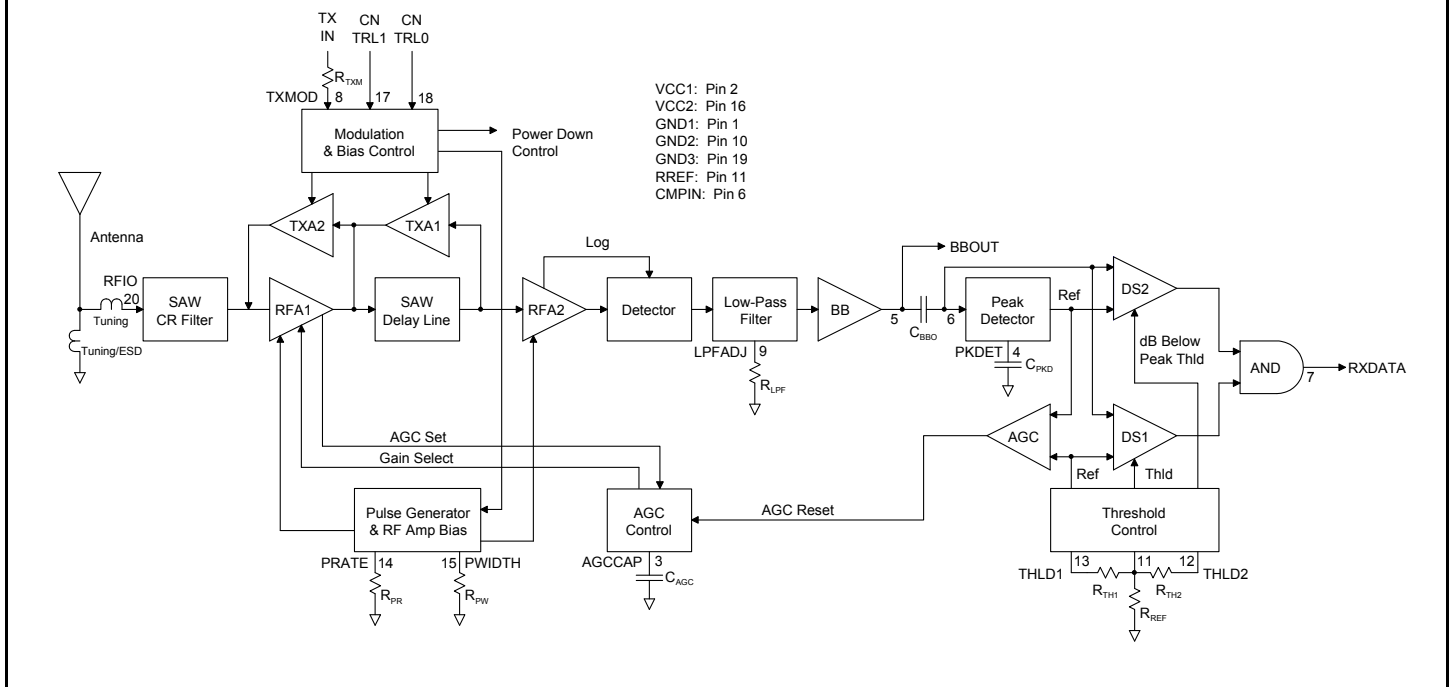 TX
IN
CN
TRL1
CN
TRL0
RTXM
TXMOD
8
17
18
Modulation
& Bias Control
Power Down
Control
VCC1: Pin 2
VCC2: Pin 16
GND1: Pin 1
GND2: Pin 10
GND3: Pin 19
RREF: Pin 11
CMPIN: Pin 6
Antenna
TXA2
TXA1
Log
BBOUT
RFIO
20
Tuning
Tuning/ESD
SAW
CR Filter
RFA1
SAW
Delay Line
RFA2
Detector
Low-Pass
Filter
BB
5
CBBO
6
Peak
Detector
Ref
DS2
LPFADJ
9
RLPF
PKDET
4
CPKD
dB Below
Peak Thld
AND
7
RXDATA
AGC Set
Gain Select
AGC
DS1
Ref
Thld
Pulse Generator
& RF Amp Bias
AGC
Control
AGC Reset
Threshold
Control
PRATE
14
15
PWIDTH
RPR
RPW
AGCCAP
3
CAGC
THLD1
13
11
12
THLD2
RTH1
RTH2
RREF